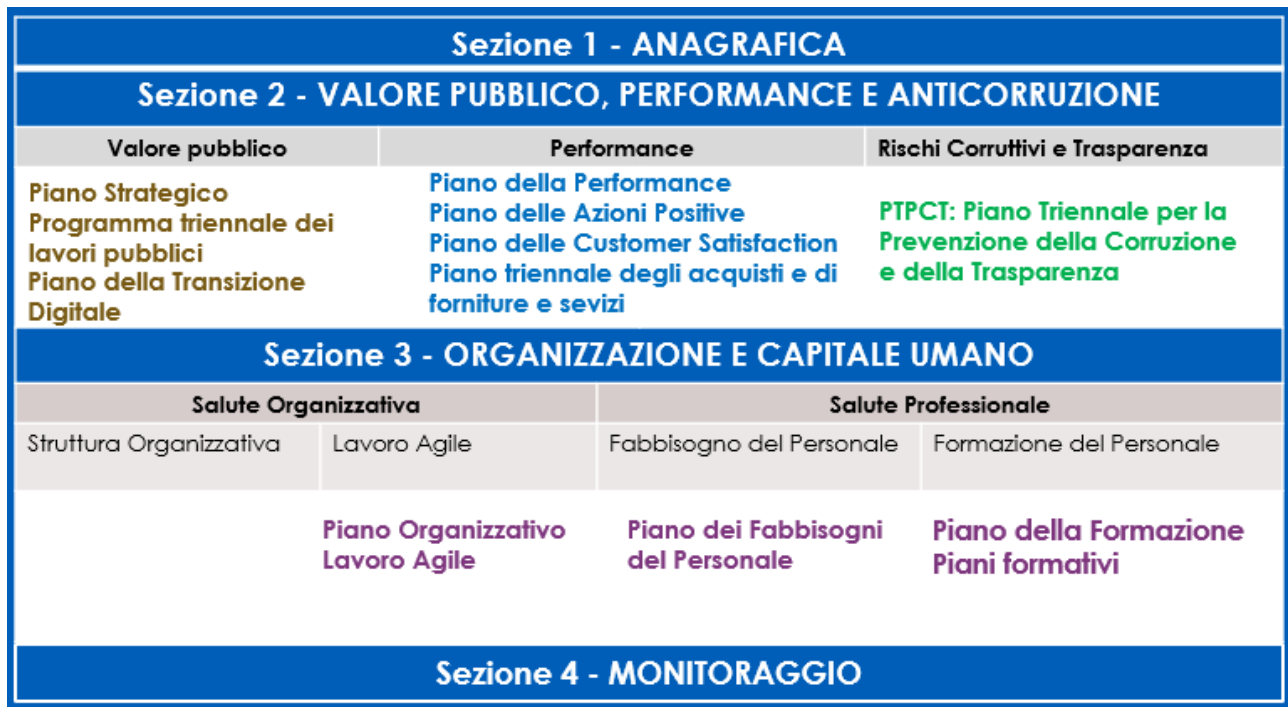 Sezione 1 - ANAGRAFICA
Sezione 2 - VALORE PUBBLICO, PERFORMANCE E ANTICORRUZIONE
Valore pubblico
Performance
Rischi Corruttivi e Trasparenza
Piano Strategico
Programma triennale dei
lavori pubblici
Piano della Transizione
Digitale
Piano della Performance
Piano delle Azioni Positive
Piano delle Customer Satisfaction
Piano triennale degli acquisti e di
forniture e sevizi
PTPCT: Piano Triennale per la
Prevenzione della Corruzione
e della Trasparenza
Sezione 3 - ORGANIZZAZIONE E CAPITALE UMANO
Salute Organizzativa
Salute Professionale
Struttura Organizzativa
Lavoro Agile
Fabbisogno del Personale
Formazione del Personale
Piano Organizzativo
Lavoro Agile
Piano dei Fabbisogni
del Personale
Piano della Formazione
Piani formativi
Sezione 4 - MONITORAGGIO